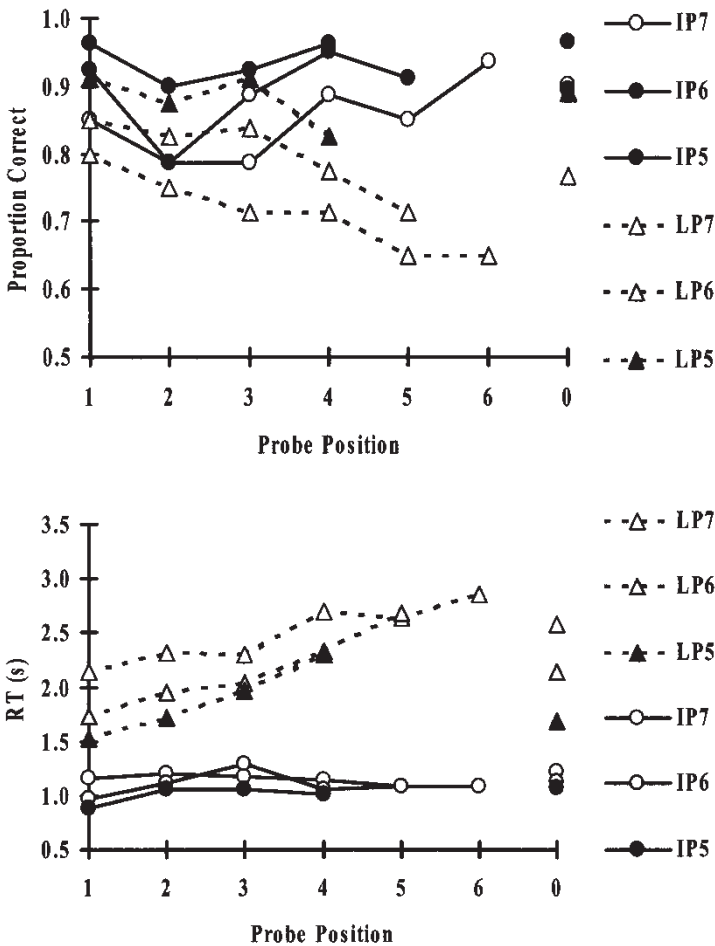 1.0
0.9
0.8
0.7
0.6
0.5
Proportion Correct
1 2 3 4 5 6 0
Probe Position
IP7
IP6
IP5
LP7
LP6
LP5
3.5
3.0
2.5
2.0
1.5
1.0
0.5
RT (s)
1 2 3 4 5 6 0
Probe Position
LP7
LP6
LP5
IP7
IP6
IP5